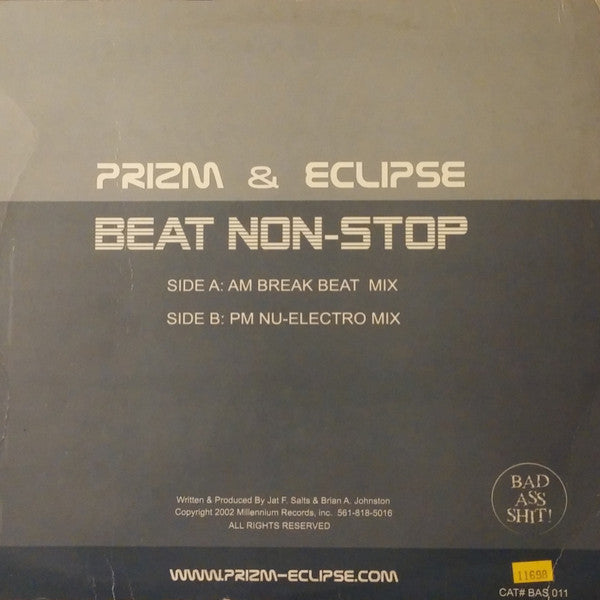 PRIZM & ECLIPSE
BEAT NON-STOP
SIDE A: AM BREAK BEAT MIX
SIDE B: PM NU-ELECTRO MIX
Written & Produced By Jat F. Salts & Brian A. Johnston
Copyright 2002 Millennium Records, inc. 561-818-5016
ALL RIGHTS RESERVED
BAD
ASS
SHIT!
WWW.PRIZM-ECLIPSE.COM
11698
CAT# BAS 011